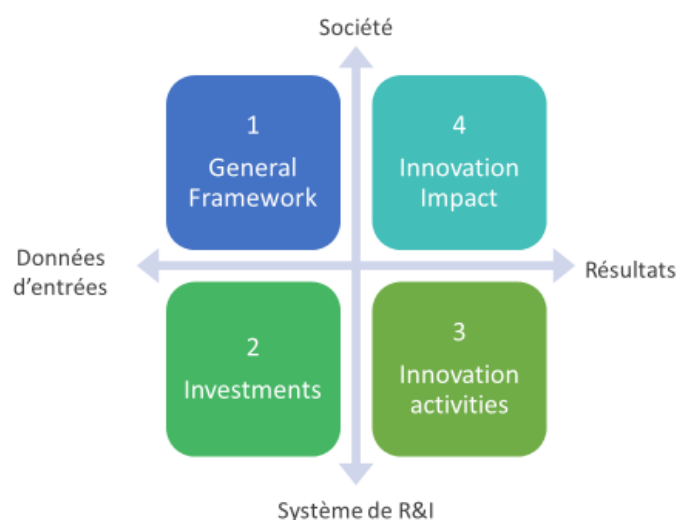 Société
1
General
Framework
4
Innovation
Impact
Données
d'entrées
Résultats
2
Investments
3
Innovation
activities
Système de R&I